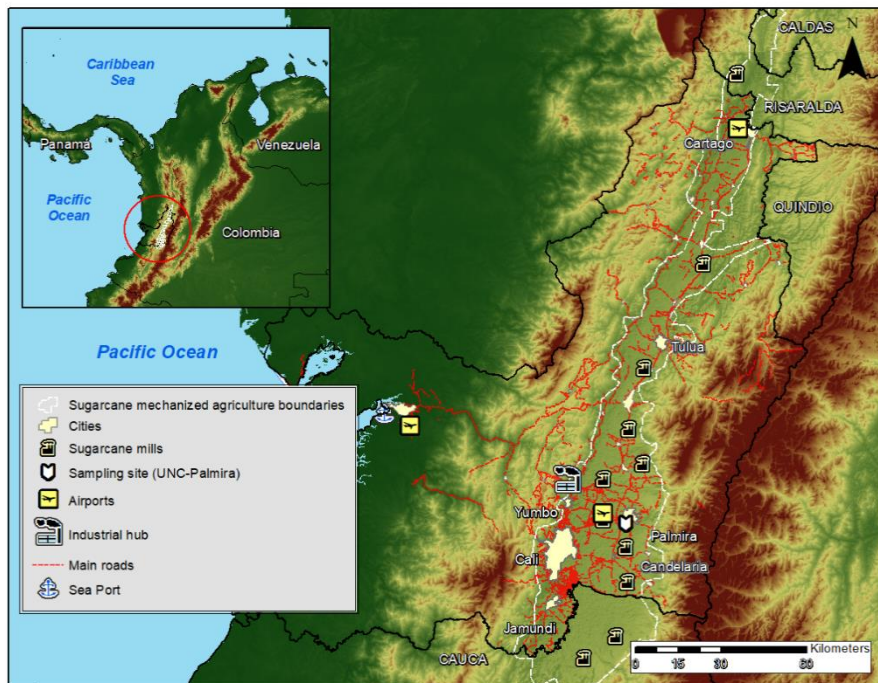 Caribbean
Sea
Panama
Venezuela
Pacific
Ocean
Colombia
N
CALDAS
RISARALDA
Cartago
QUINDIO
Pacific Ocean
Tulua
Sugarcane mechanized agriculture boundaries
Cities
Sugarcane mills
Sampling site (UNC-Palmira)
Airports
Industrial hub
Main roads
Sea Port
Yumbo
Palmira
Cali
Candelaria
Jamundi
CAUCA
Kilometers
0 15 30 60